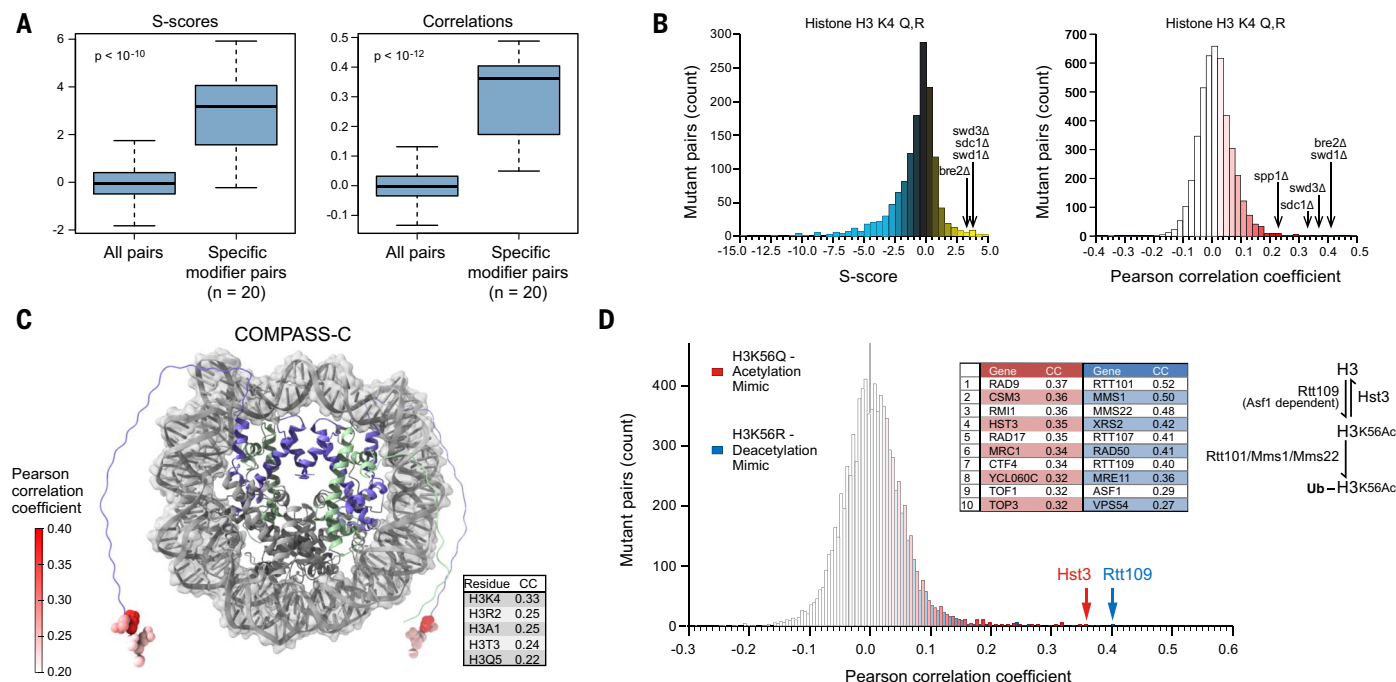 A
S-scores
Correlations
p < 10-10
p < 10-12
6
4
2
0
-2
0.5
0.4
0.3
0.2
0.1
0.0
-0.1
All pairs
Specific
modifier pairs
(n = 20)
All pairs
Specific
modifier pairs
(n = 20)
B
Histone H3 K4 Q,R
Mutant pairs (count)
300
250
200
150
100
50
0
swd3Δ
sdc1Δ
swd1Δ
bre2Δ
-15.0 -12.5 -10.0 -7.5 -5.0 -2.5 0.0 2.5 5.0
S-score
Histone H3 K4 Q,R
Mutant pairs (count)
700
600
500
400
300
200
100
0
bre2Δ
swd1Δ
spp1Δ
swd3Δ
sdc1Δ
-0.4 -0.3 -0.2 -0.1 0.0 0.1 0.2 0.3 0.4 0.5
Pearson correlation coefficient
C
COMPASS-C
Pearson
correlation
coefficient
0.40
0.35
0.30
0.25
0.20
Residue CC
H3K4 0.33
H3R2 0.25
H3A1 0.25
H3T3 0.24
H3Q5 0.22
D
Mutant pairs (count)
400
300
200
100
0
H3K56Q -
Acetylation
Mimic
H3K56R -
Deacetylation
Mimic
Gene CC Gene CC
1 RAD9 0.37 RTT101 0.52
2 CSM3 0.36 MMS1 0.50
3 RMI1 0.36 MMS22 0.48
4 HST3 0.35 XRS2 0.42
5 RAD17 0.35 RTT107 0.41
6 MRC1 0.34 RAD50 0.41
7 CTF4 0.34 RTT109 0.40
8 YCL060C 0.32 MRE11 0.36
9 TOF1 0.32 ASF1 0.29
10 TOP3 0.32 VPS54 0.27
H3
Rtt109
(Asf1 dependent)
Hst3
H3K56Ac
Rtt101/Mms1/Mms22
Ub–H3K56Ac
Hst3
Rtt109
-0.3 -0.2 -0.1 0.0 0.1 0.2 0.3 0.4 0.5 0.6
Pearson correlation coefficient